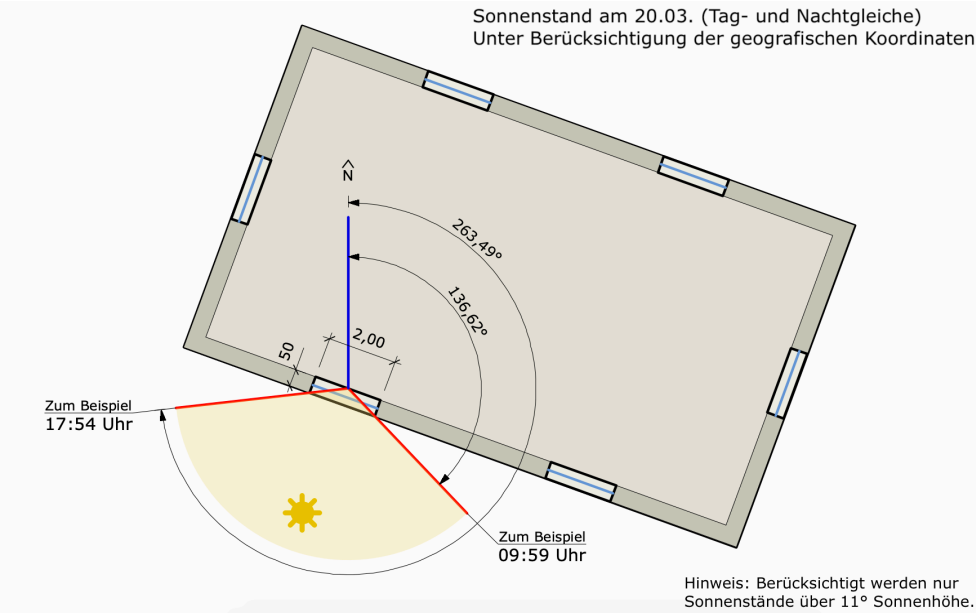 Sonnenstand am 20.03. (Tag- und Nachtgleiche)
Unter Berücksichtigung der geografischen Koordinaten
N
263,49°
136,62°
2,00
50
Zum Beispiel
17:54 Uhr
Zum Beispiel
09:59 Uhr
Hinweis: Berücksichtigt werden nur
Sonnenstände über 11° Sonnenhöhe.